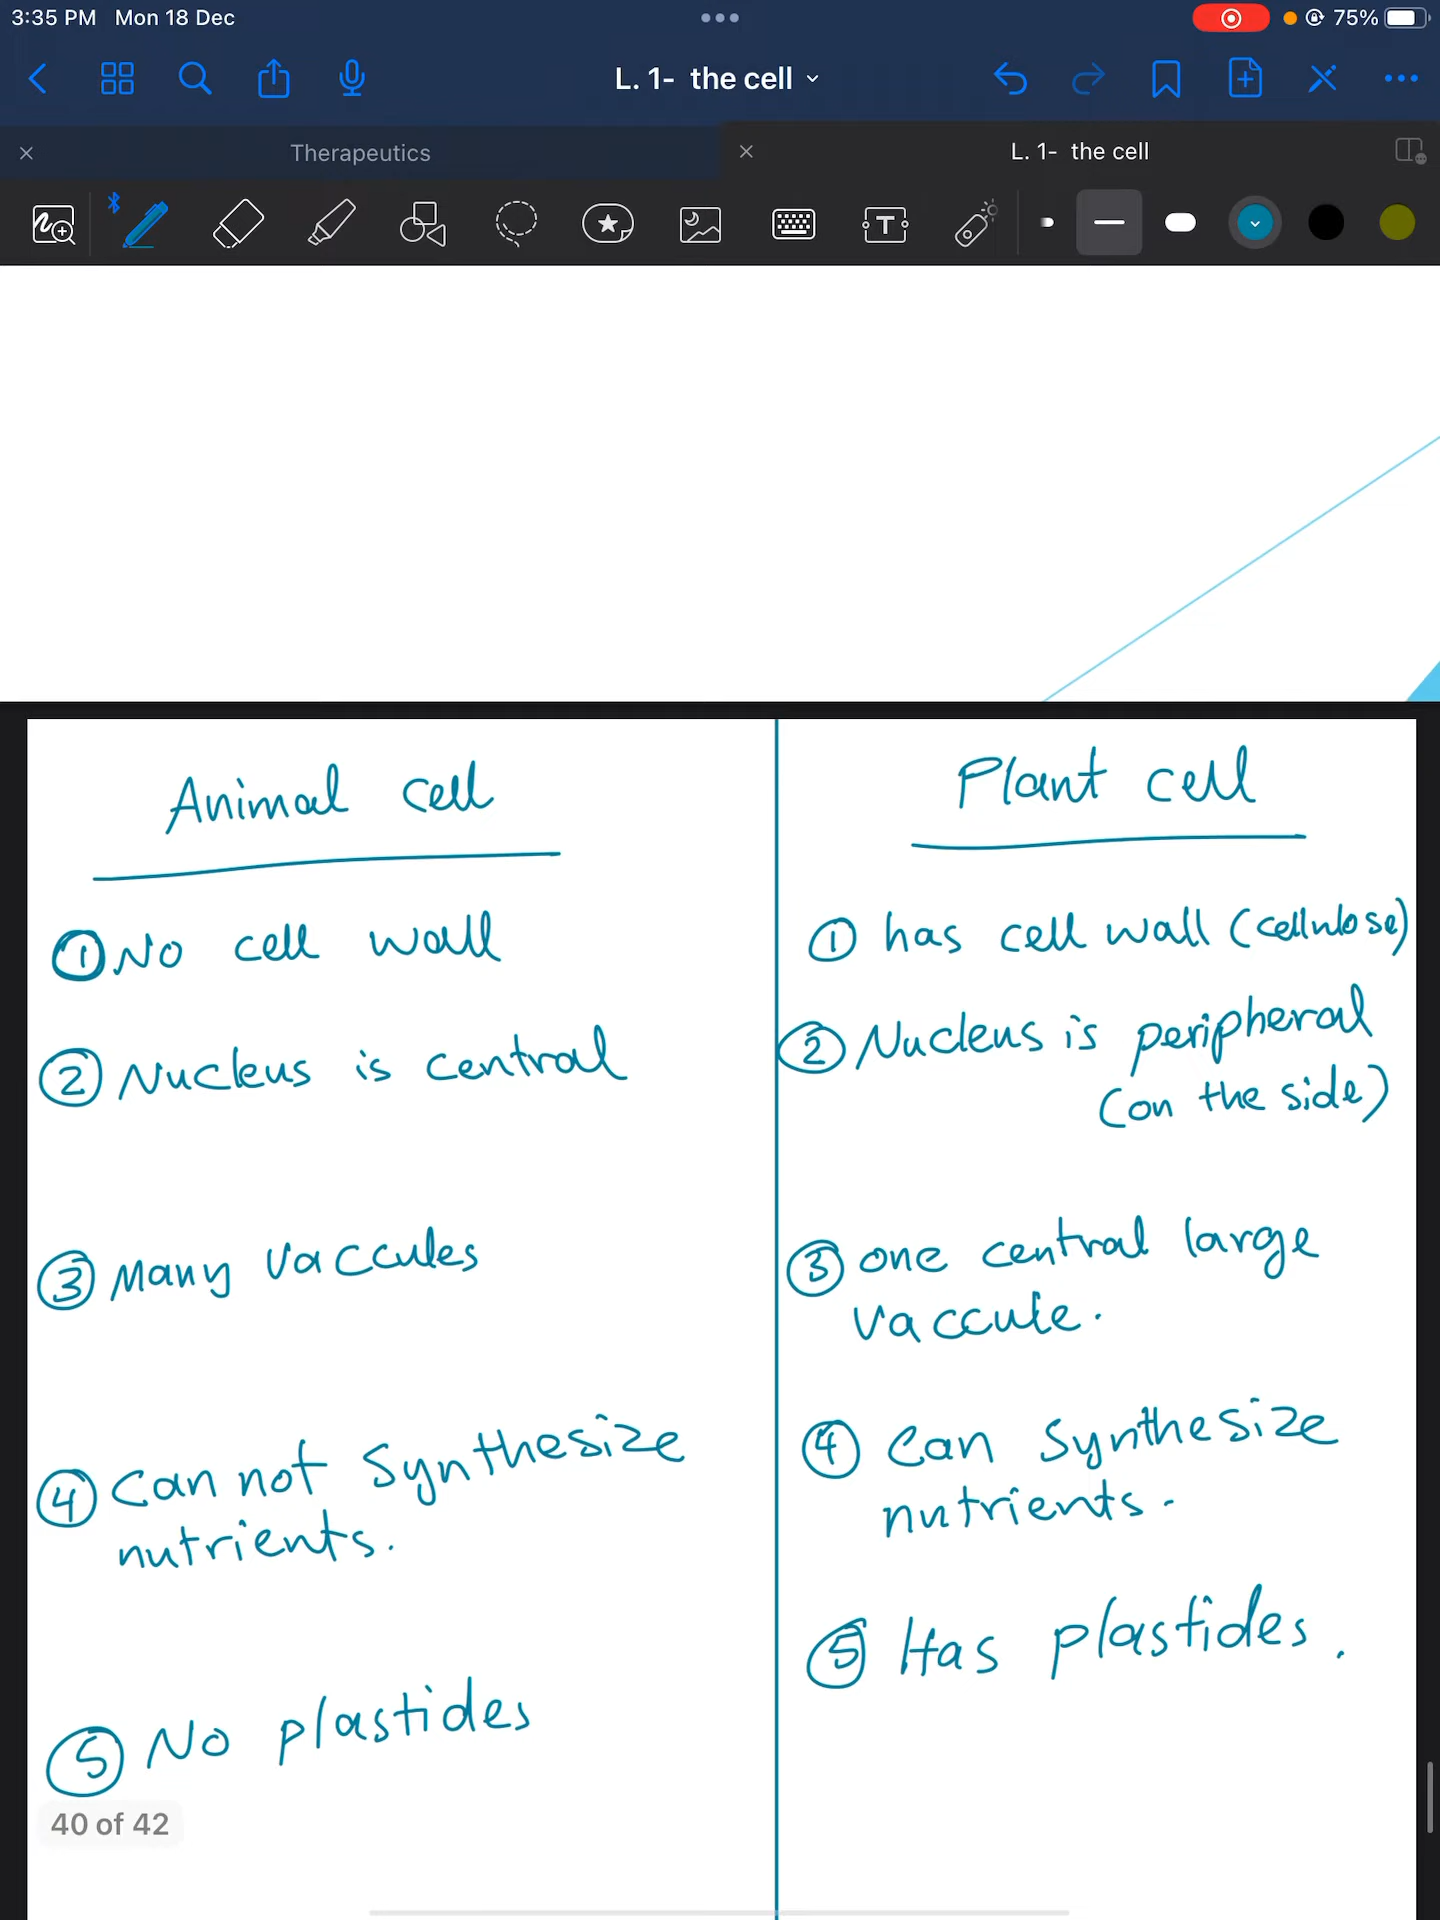 3:35 PM Mon 18 Dec
75%
L. 1- the cell
Therapeutics
L. 1- the cell
T
Animal cell
① No cell wall
② Nucleus is central
③ Many vaccules
④ Can not synthesize
nutrients.
⑤ No plastides
Plant cell
① has cell wall (cellulose)
② Nucleus is peripheral
(on the side)
③ one central large
vaccule.
④ Can synthesize
nutrients.
⑤ Has plastides.
40 of 42